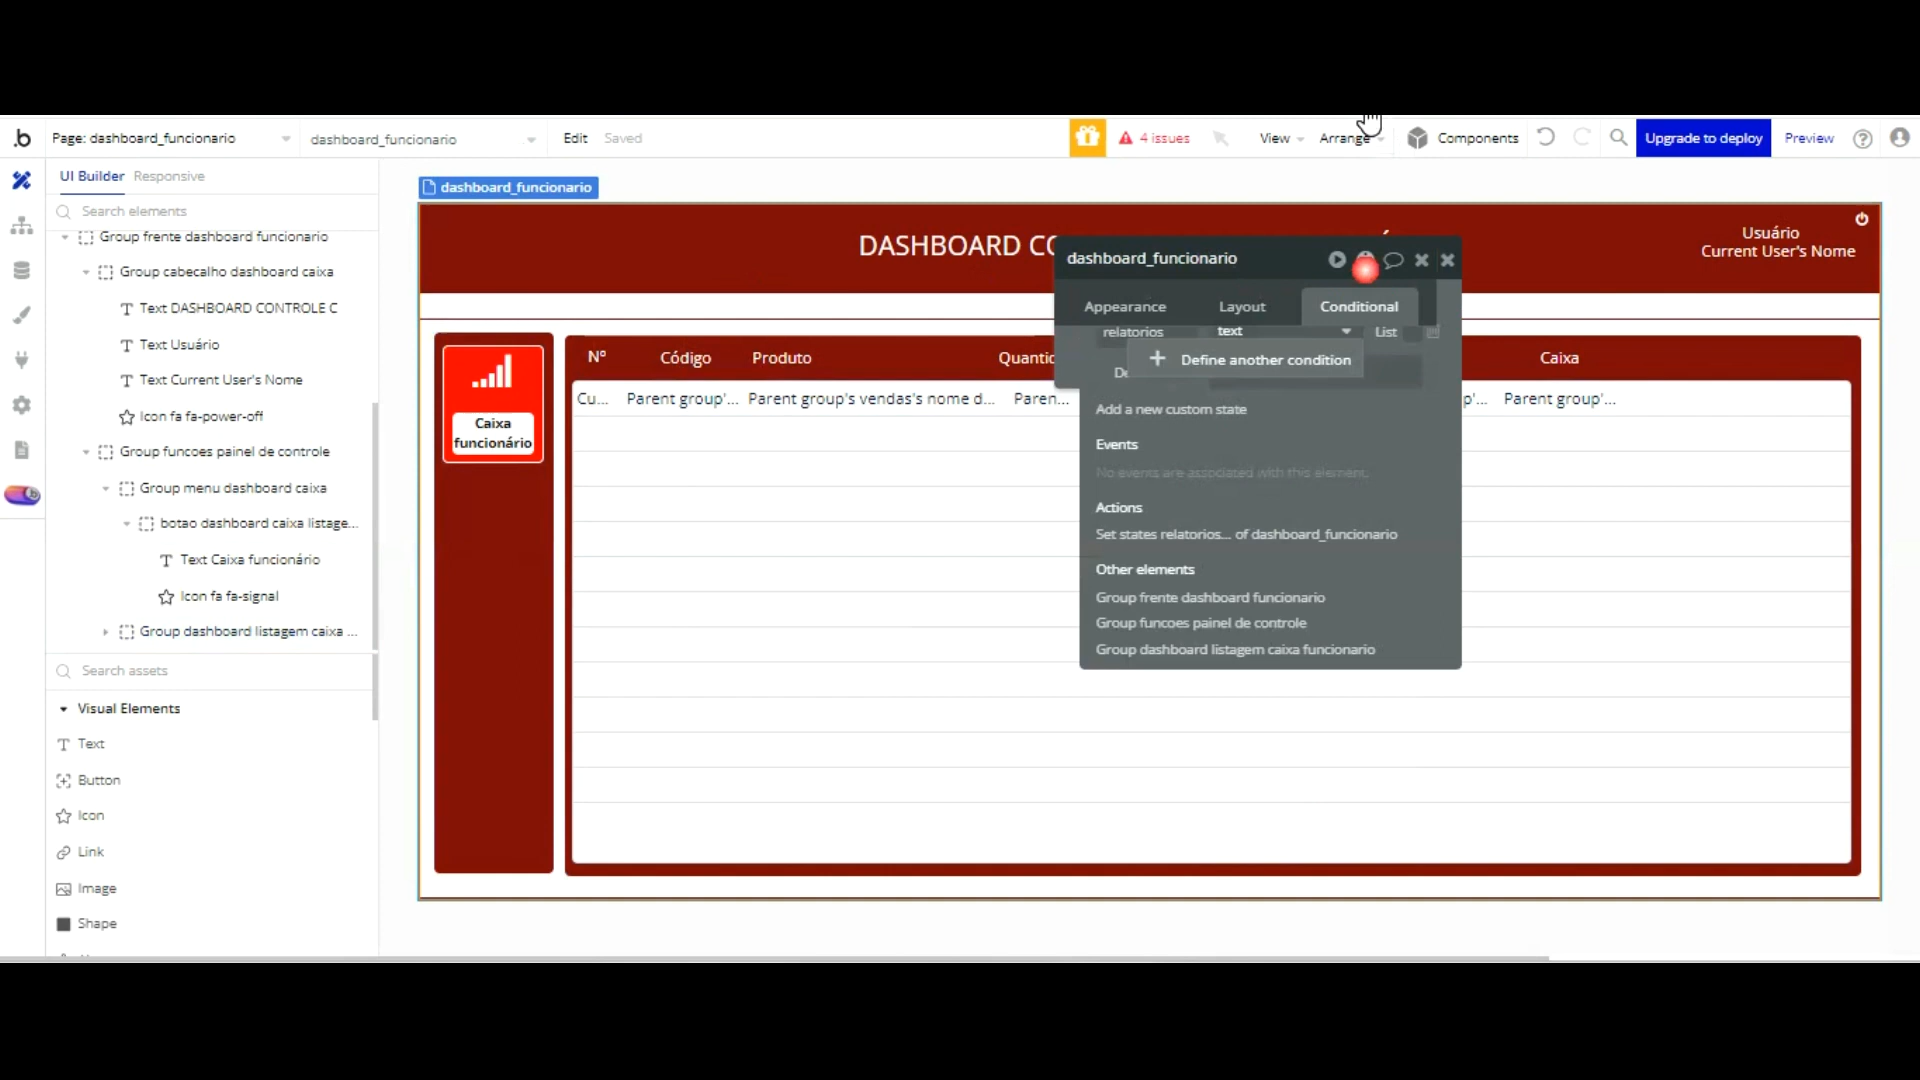 .b Page: dashboard_funcionario dashboard_funcionario Edit Saved 4 issues View Arrange Components Upgrade to deploy Preview
UI Builder Responsive
Search elements
Group frente dashboard funcionario
Group cabecalho dashboard caixa
Text DASHBOARD CONTROLE C
Text Usuário
Text Current User's Nome
Icon fa fa-power-off
Group funcoes painel de controle
Group menu dashboard caixa
botao dashboard caixa listage...
Text Caixa funcionário
Icon fa fa-signal
Group dashboard listagem caixa ...
Search assets
Visual Elements
Text
Button
Icon
Link
Image
Shape
dashboard_funcionario
DASHBOARD CO
Usuário
Current User's Nome
Caixa
funcionário
Nº Código Produto Quantid Caixa
Cu... Parent group'... Parent group's vendas's nome d... Paren... p'... Parent group'...
dashboard_funcionario
Appearance Layout Conditional
relatorios text List
Define another condition
De
Add a new custom state
Events
No events are associated with this element.
Actions
Set states relatorios... of dashboard_funcionario
Other elements
Group frente dashboard funcionario
Group funcoes painel de controle
Group dashboard listagem caixa funcionario